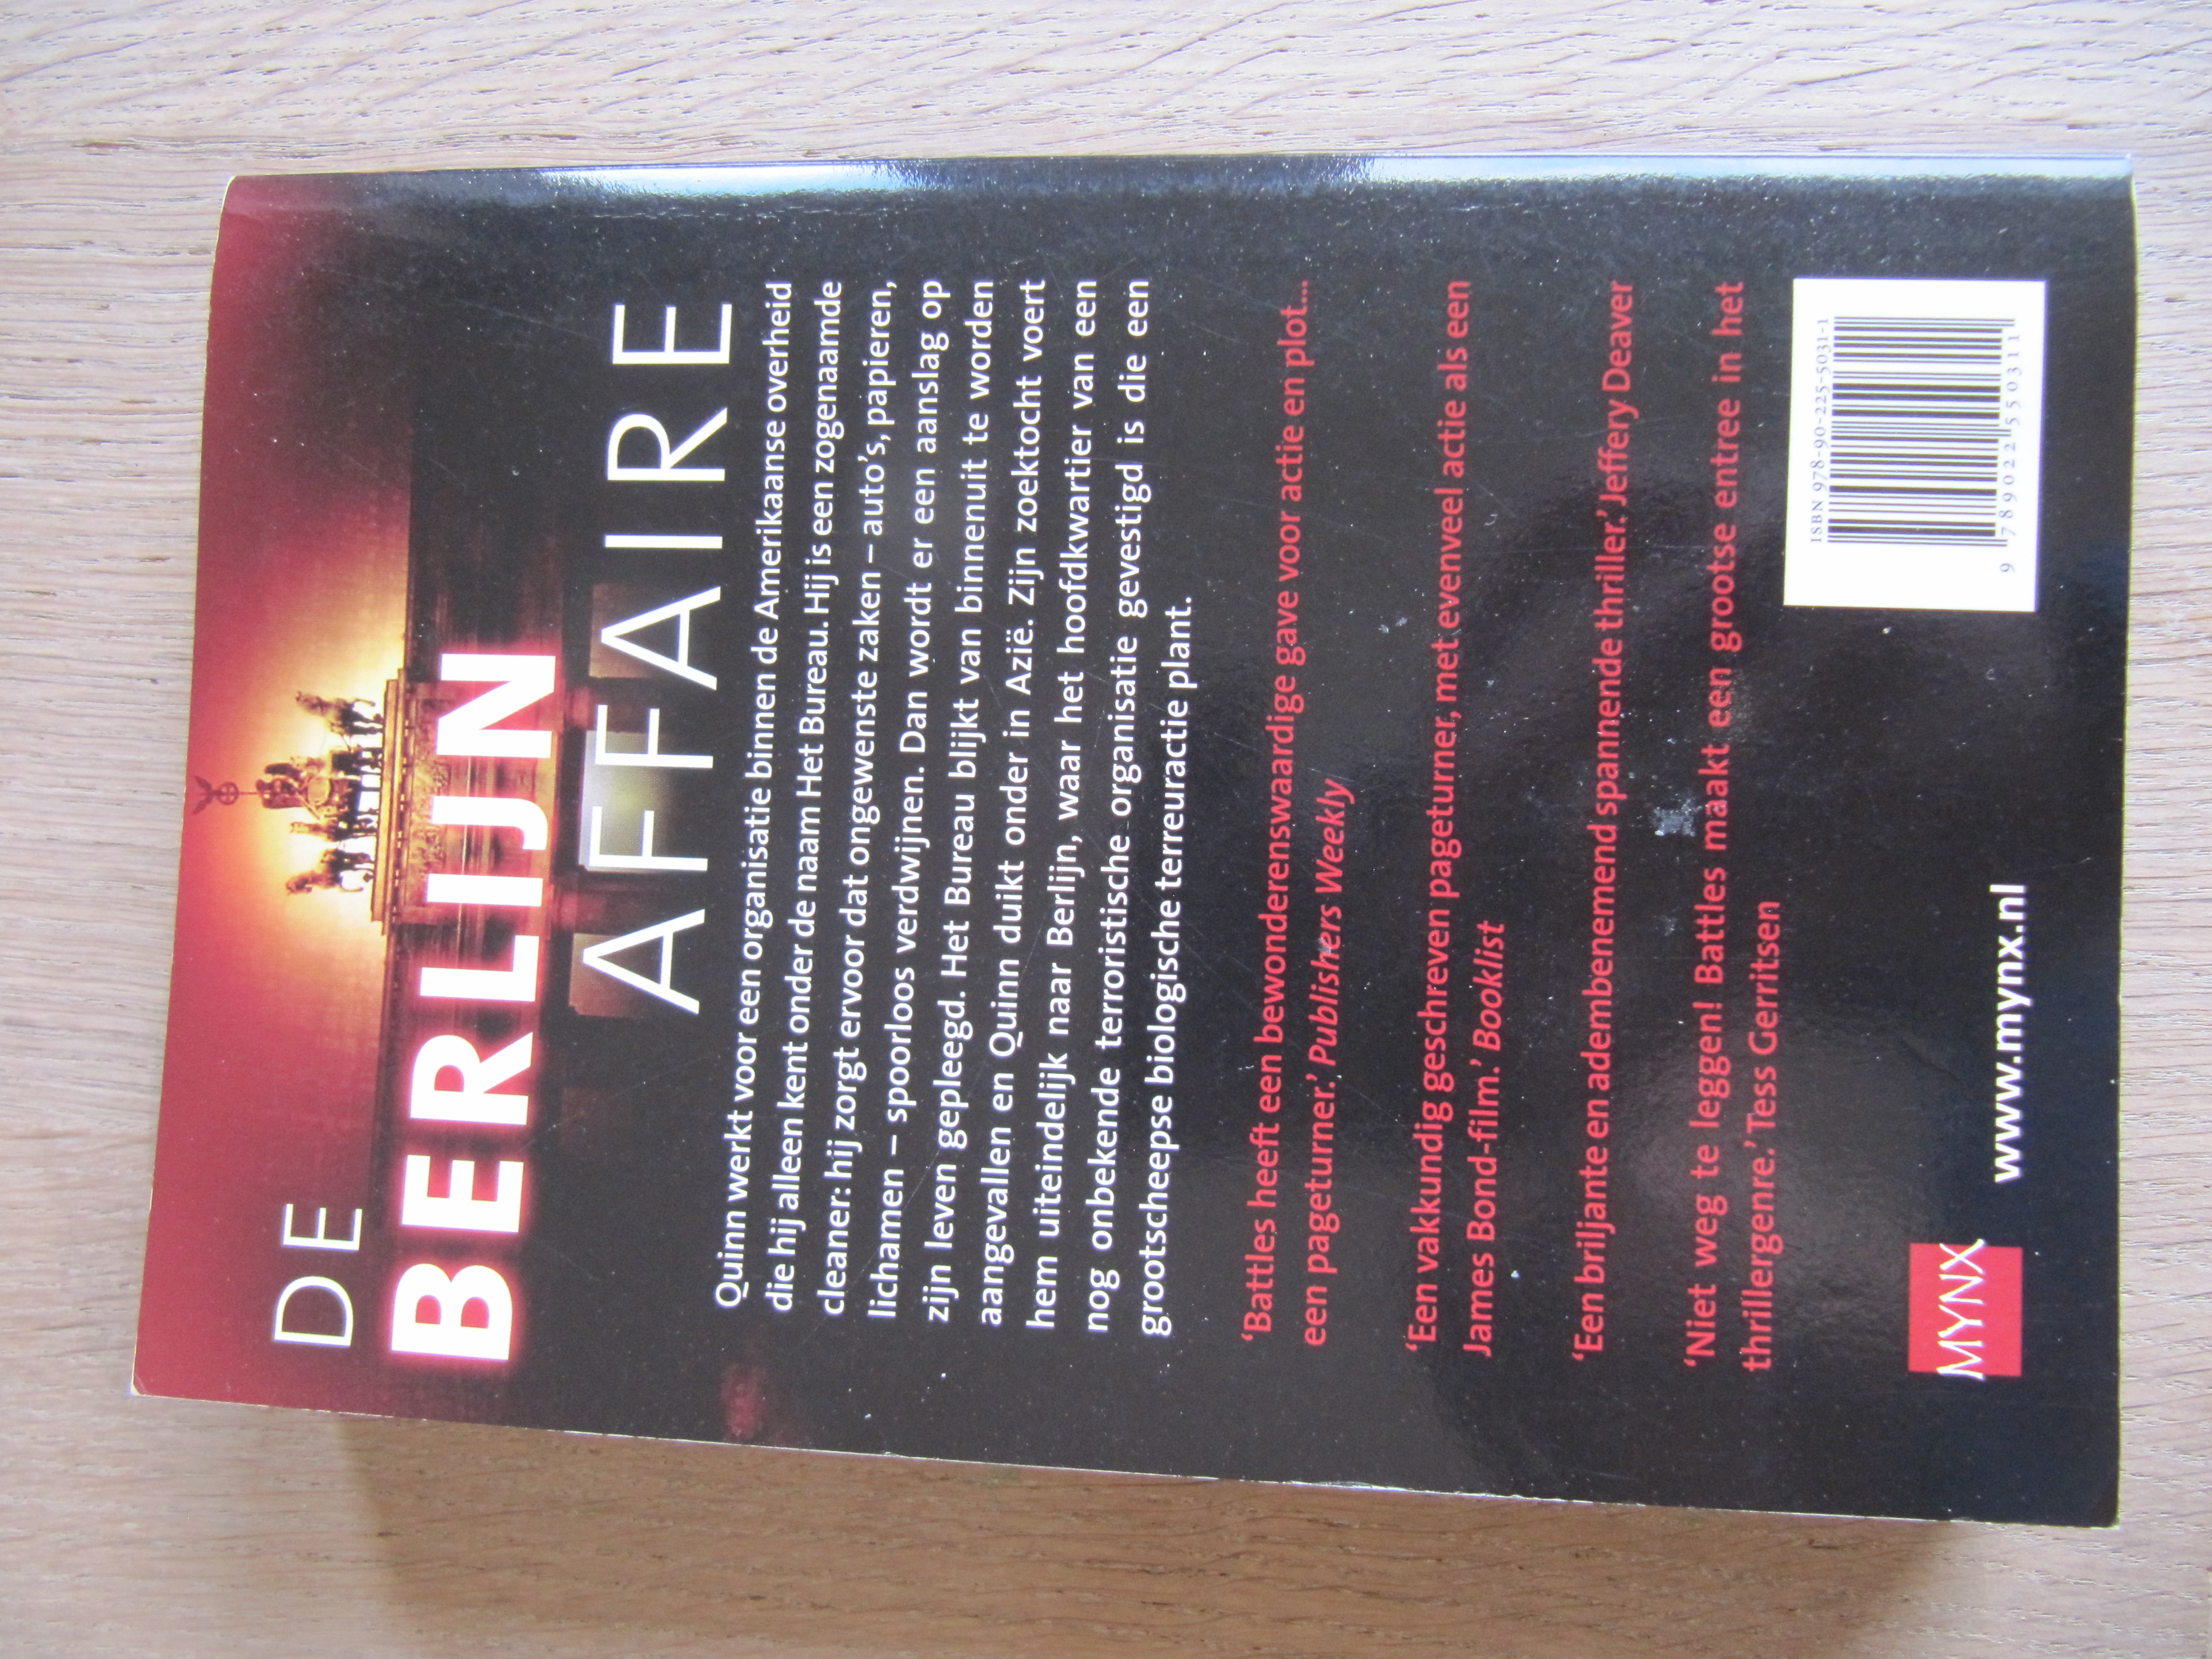 DE
BERLIJN
AFFAIRE
Quinn werkt voor een organisatie binnen de Amerikaanse overheid
die hij alleen kent onder de naam Het Bureau. Hij is een zogenaamde
cleaner: hij zorgt ervoor dat ongewenste zaken – auto's, papieren,
lichamen – spoorloos verdwijnen. Dan wordt er een aanslag op
zijn leven gepleegd. Het Bureau blijkt van binnenuit te worden
aangevallen en Quinn duikt onder in Azië. Zijn zoektocht voert
hem uiteindelijk naar Berlijn, waar het hoofdkwartier van een
nog onbekende terroristische organisatie gevestigd is die een
grootscheepse biologische terreuractie plant.
‘Battles heeft een bewonderenswaardige gave voor actie en plot...
een pageturner.’ Publishers Weekly
‘Een vakkundig geschreven pageturner, met evenveel actie als een
James Bond-film.’ Booklist
‘Een briljante en adembenemend spannende thriller.’ Jeffery Deaver
‘Niet weg te leggen! Battles maakt een grootse entree in het
thrillergenre.’ Tess Gerritsen
ISBN 978-90-225-5031-1
9 789022 550311
MYNX
www.mynx.nl